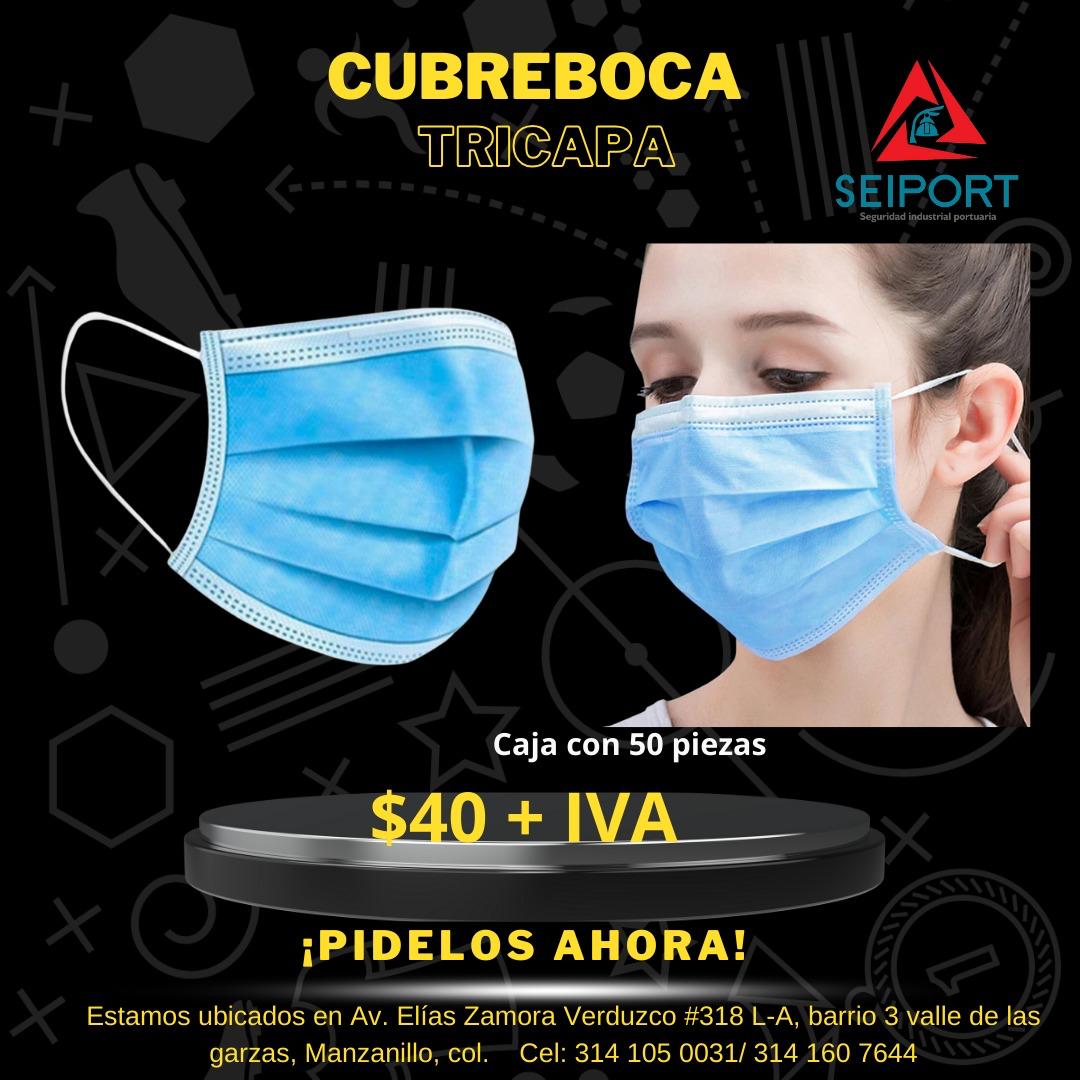 CUBREBOCA
TRICAPA
SEIPORT
Seguridad industrial portuaria
Caja con 50 piezas
$40 + IVA
¡PIDELOS AHORA!
Estamos ubicados en Av. Elías Zamora Verduzco #318 L-A, barrio 3 valle de las
garzas, Manzanillo, col. Cel: 314 105 0031/ 314 160 7644